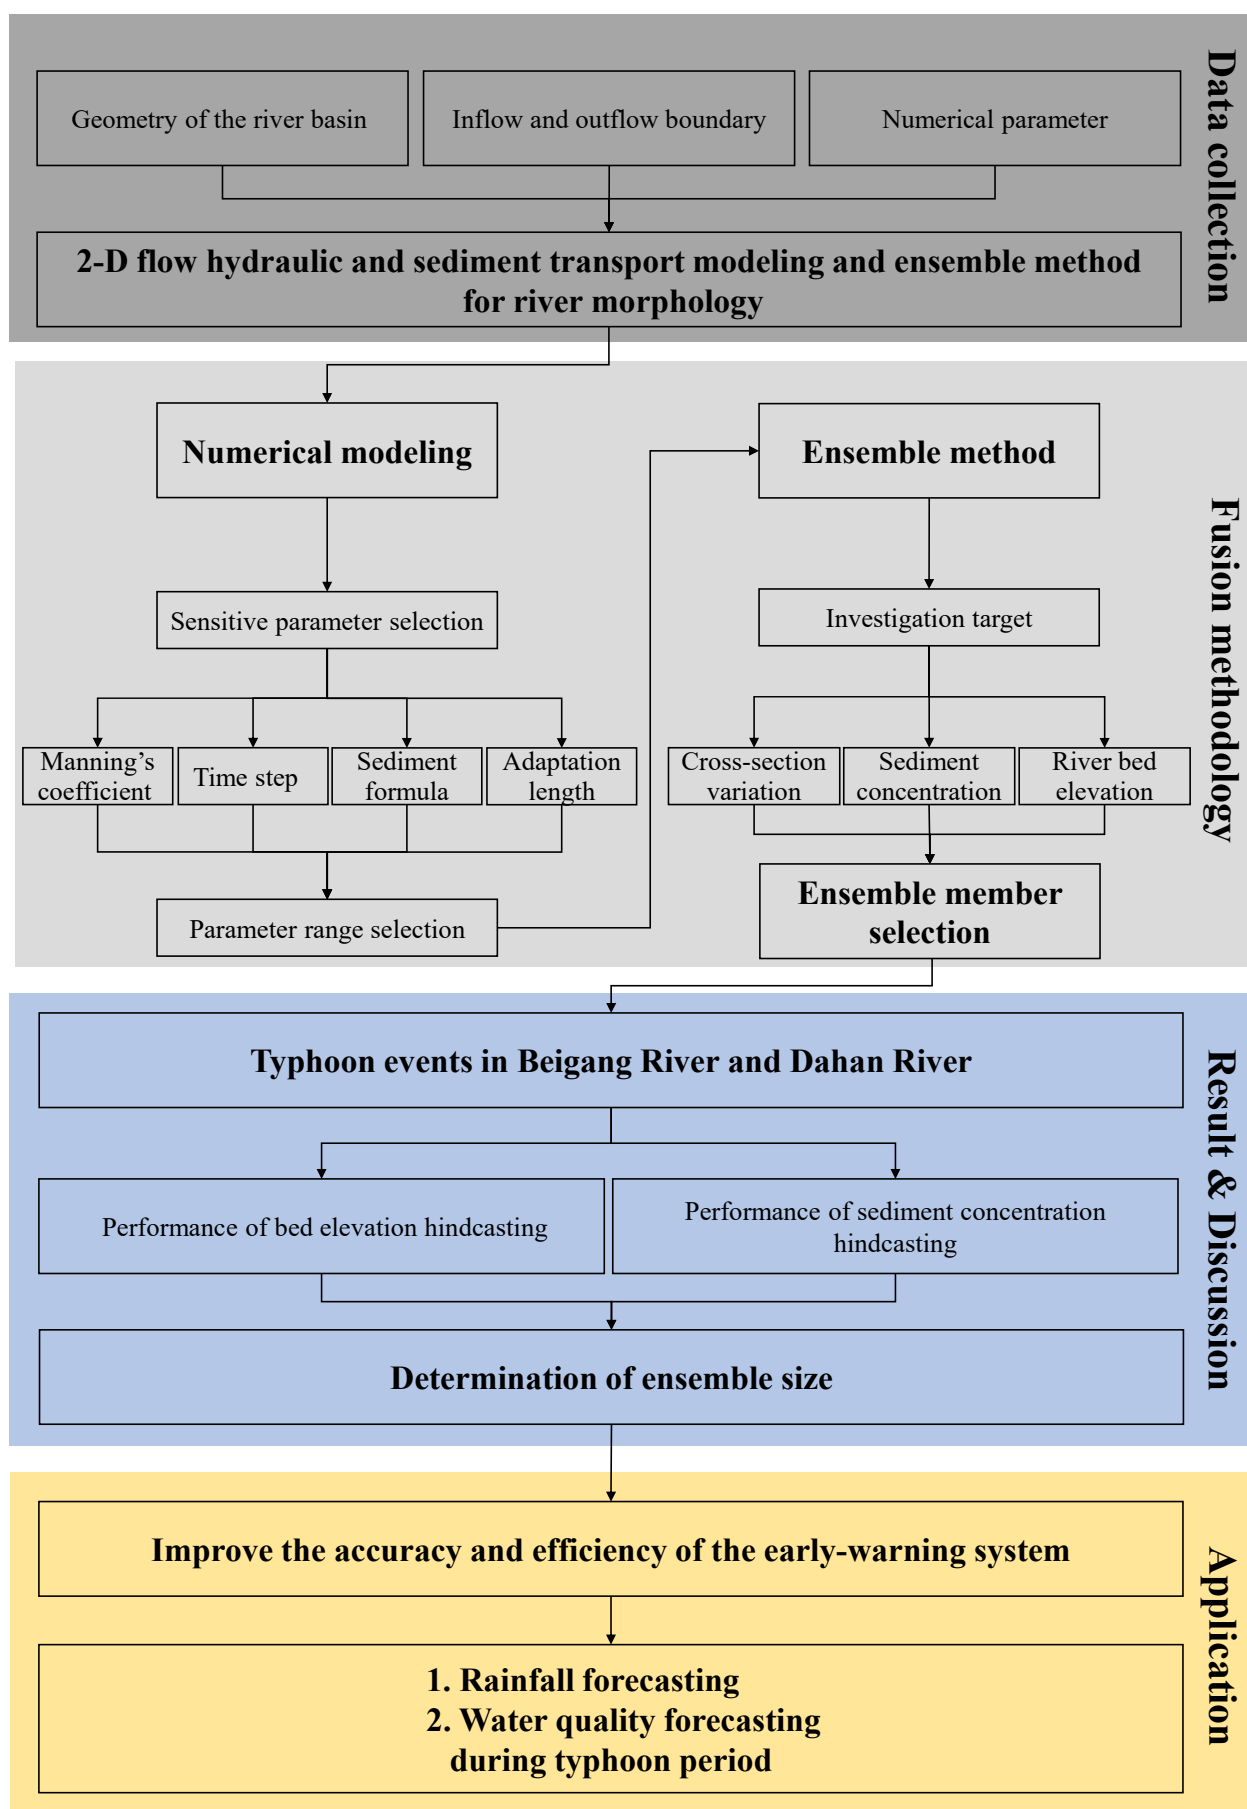 Data collection
Geometry of the river basin
Inflow and outflow boundary
Numerical parameter
2-D flow hydraulic and sediment transport modeling and ensemble method
for river morphology
Fusion methodology
Numerical modeling
Sensitive parameter selection
Manning's
coefficient
Time step
Sediment
formula
Adaptation
length
Parameter range selection
Ensemble method
Investigation target
Cross-section
variation
Sediment
concentration
River bed
elevation
Ensemble member
selection
Result & Discussion
Typhoon events in Beigang River and Dahan River
Performance of bed elevation hindcasting
Performance of sediment concentration
hindcasting
Determination of ensemble size
Application
Improve the accuracy and efficiency of the early-warning system
1. Rainfall forecasting
2. Water quality forecasting
during typhoon period